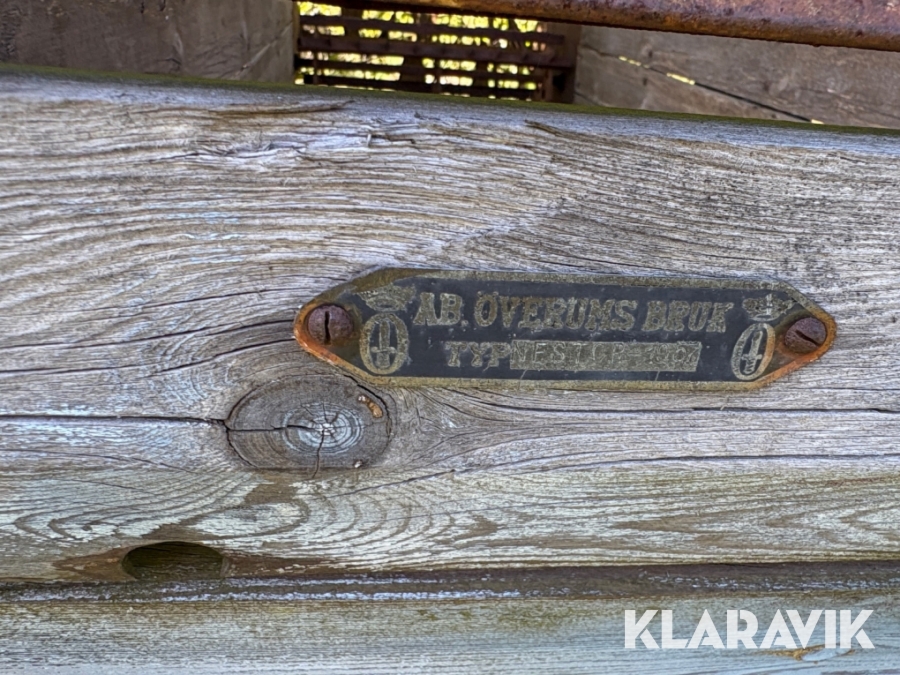 AB. ÖVERUMS BRUK
TYP
KLARAVIK